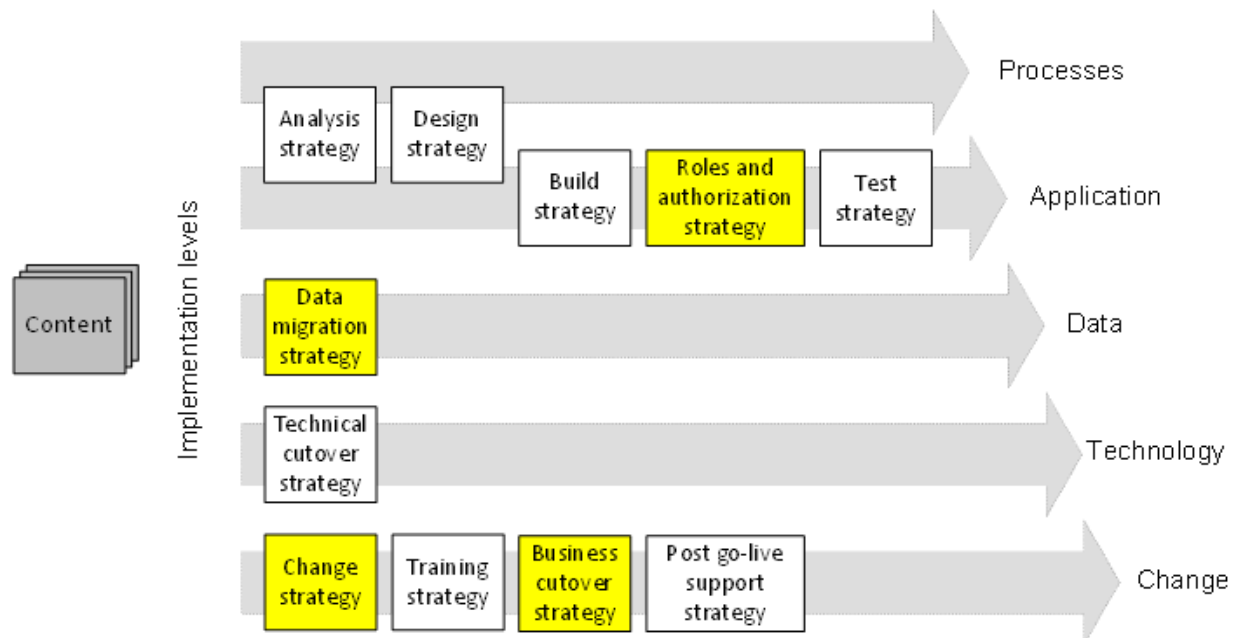 Processes
Analysis
strategy
Design
strategy
Build
strategy
Roles and
authorization
strategy
Test
strategy
Application
Implementation levels
Content
Data
migration
strategy
Data
Technical
cutover
strategy
Technology
Change
strategy
Training
strategy
Business
cutover
strategy
Post go-live
support
strategy
Change